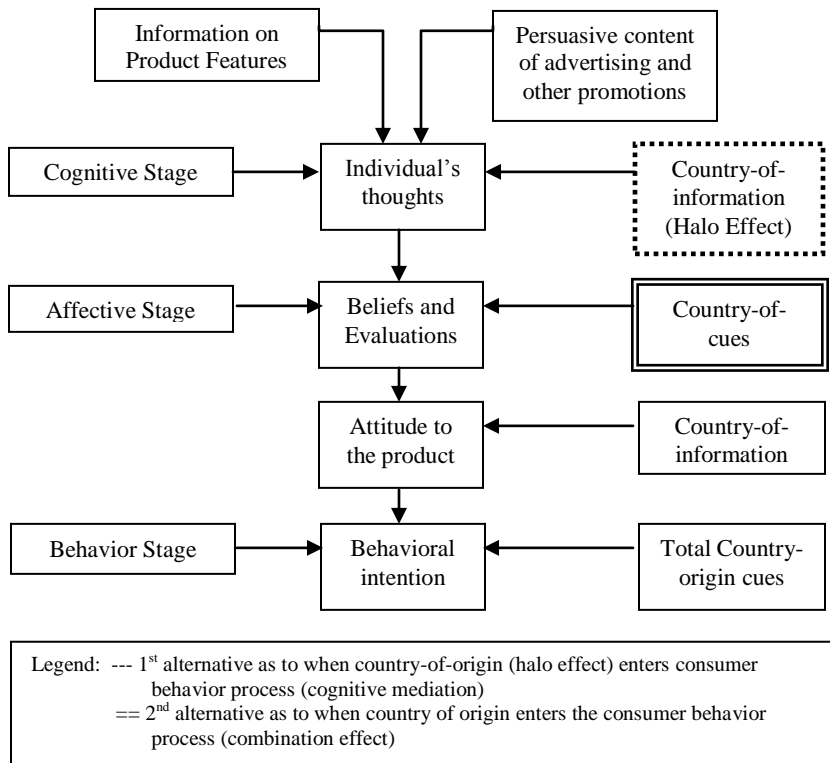 Information on
Product Features
Persuasive content
of advertising and
other promotions
Cognitive Stage
Individual's
thoughts
Country-of-
information
(Halo Effect)
Affective Stage
Beliefs and
Evaluations
Country-of-
cues
Attitude to
the product
Country-of-
information
Behavior Stage
Behavioral
intention
Total Country-
origin cues
Legend: --- 1st alternative as to when country-of-origin (halo effect) enters consumer
behavior process (cognitive mediation)
== 2nd alternative as to when country of origin enters the consumer behavior
process (combination effect)